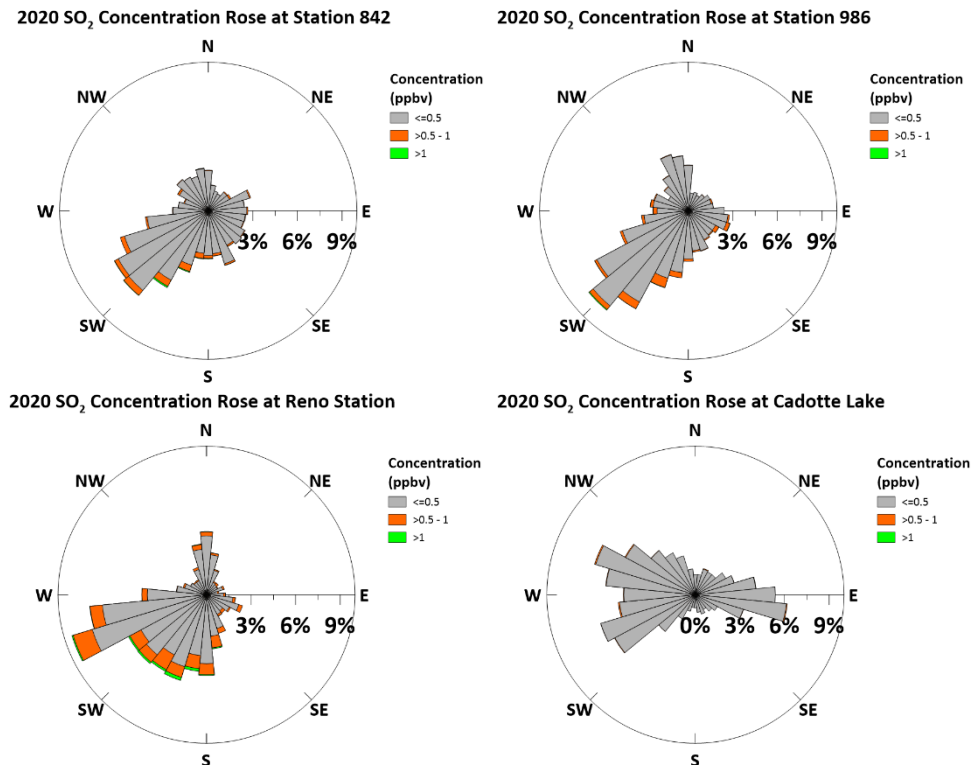 2020 SO₂ Concentration Rose at Station 842
N
NW
NE
W
E
3% 6% 9%
SW
SE
S
Concentration
(ppbv)
<=0.5
>0.5 - 1
>1
2020 SO₂ Concentration Rose at Station 986
N
NW
NE
W
E
3% 6% 9%
SW
SE
S
Concentration
(ppbv)
<=0.5
>0.5 - 1
>1
2020 SO₂ Concentration Rose at Reno Station
N
NW
NE
W
E
3% 6% 9%
SW
SE
S
Concentration
(ppbv)
<=0.5
>0.5 - 1
>1
2020 SO₂ Concentration Rose at Cadotte Lake
N
NW
NE
W
E
0% 3% 6% 9%
SW
SE
S
Concentration
(ppbv)
<=0.5
>0.5 - 1
>1